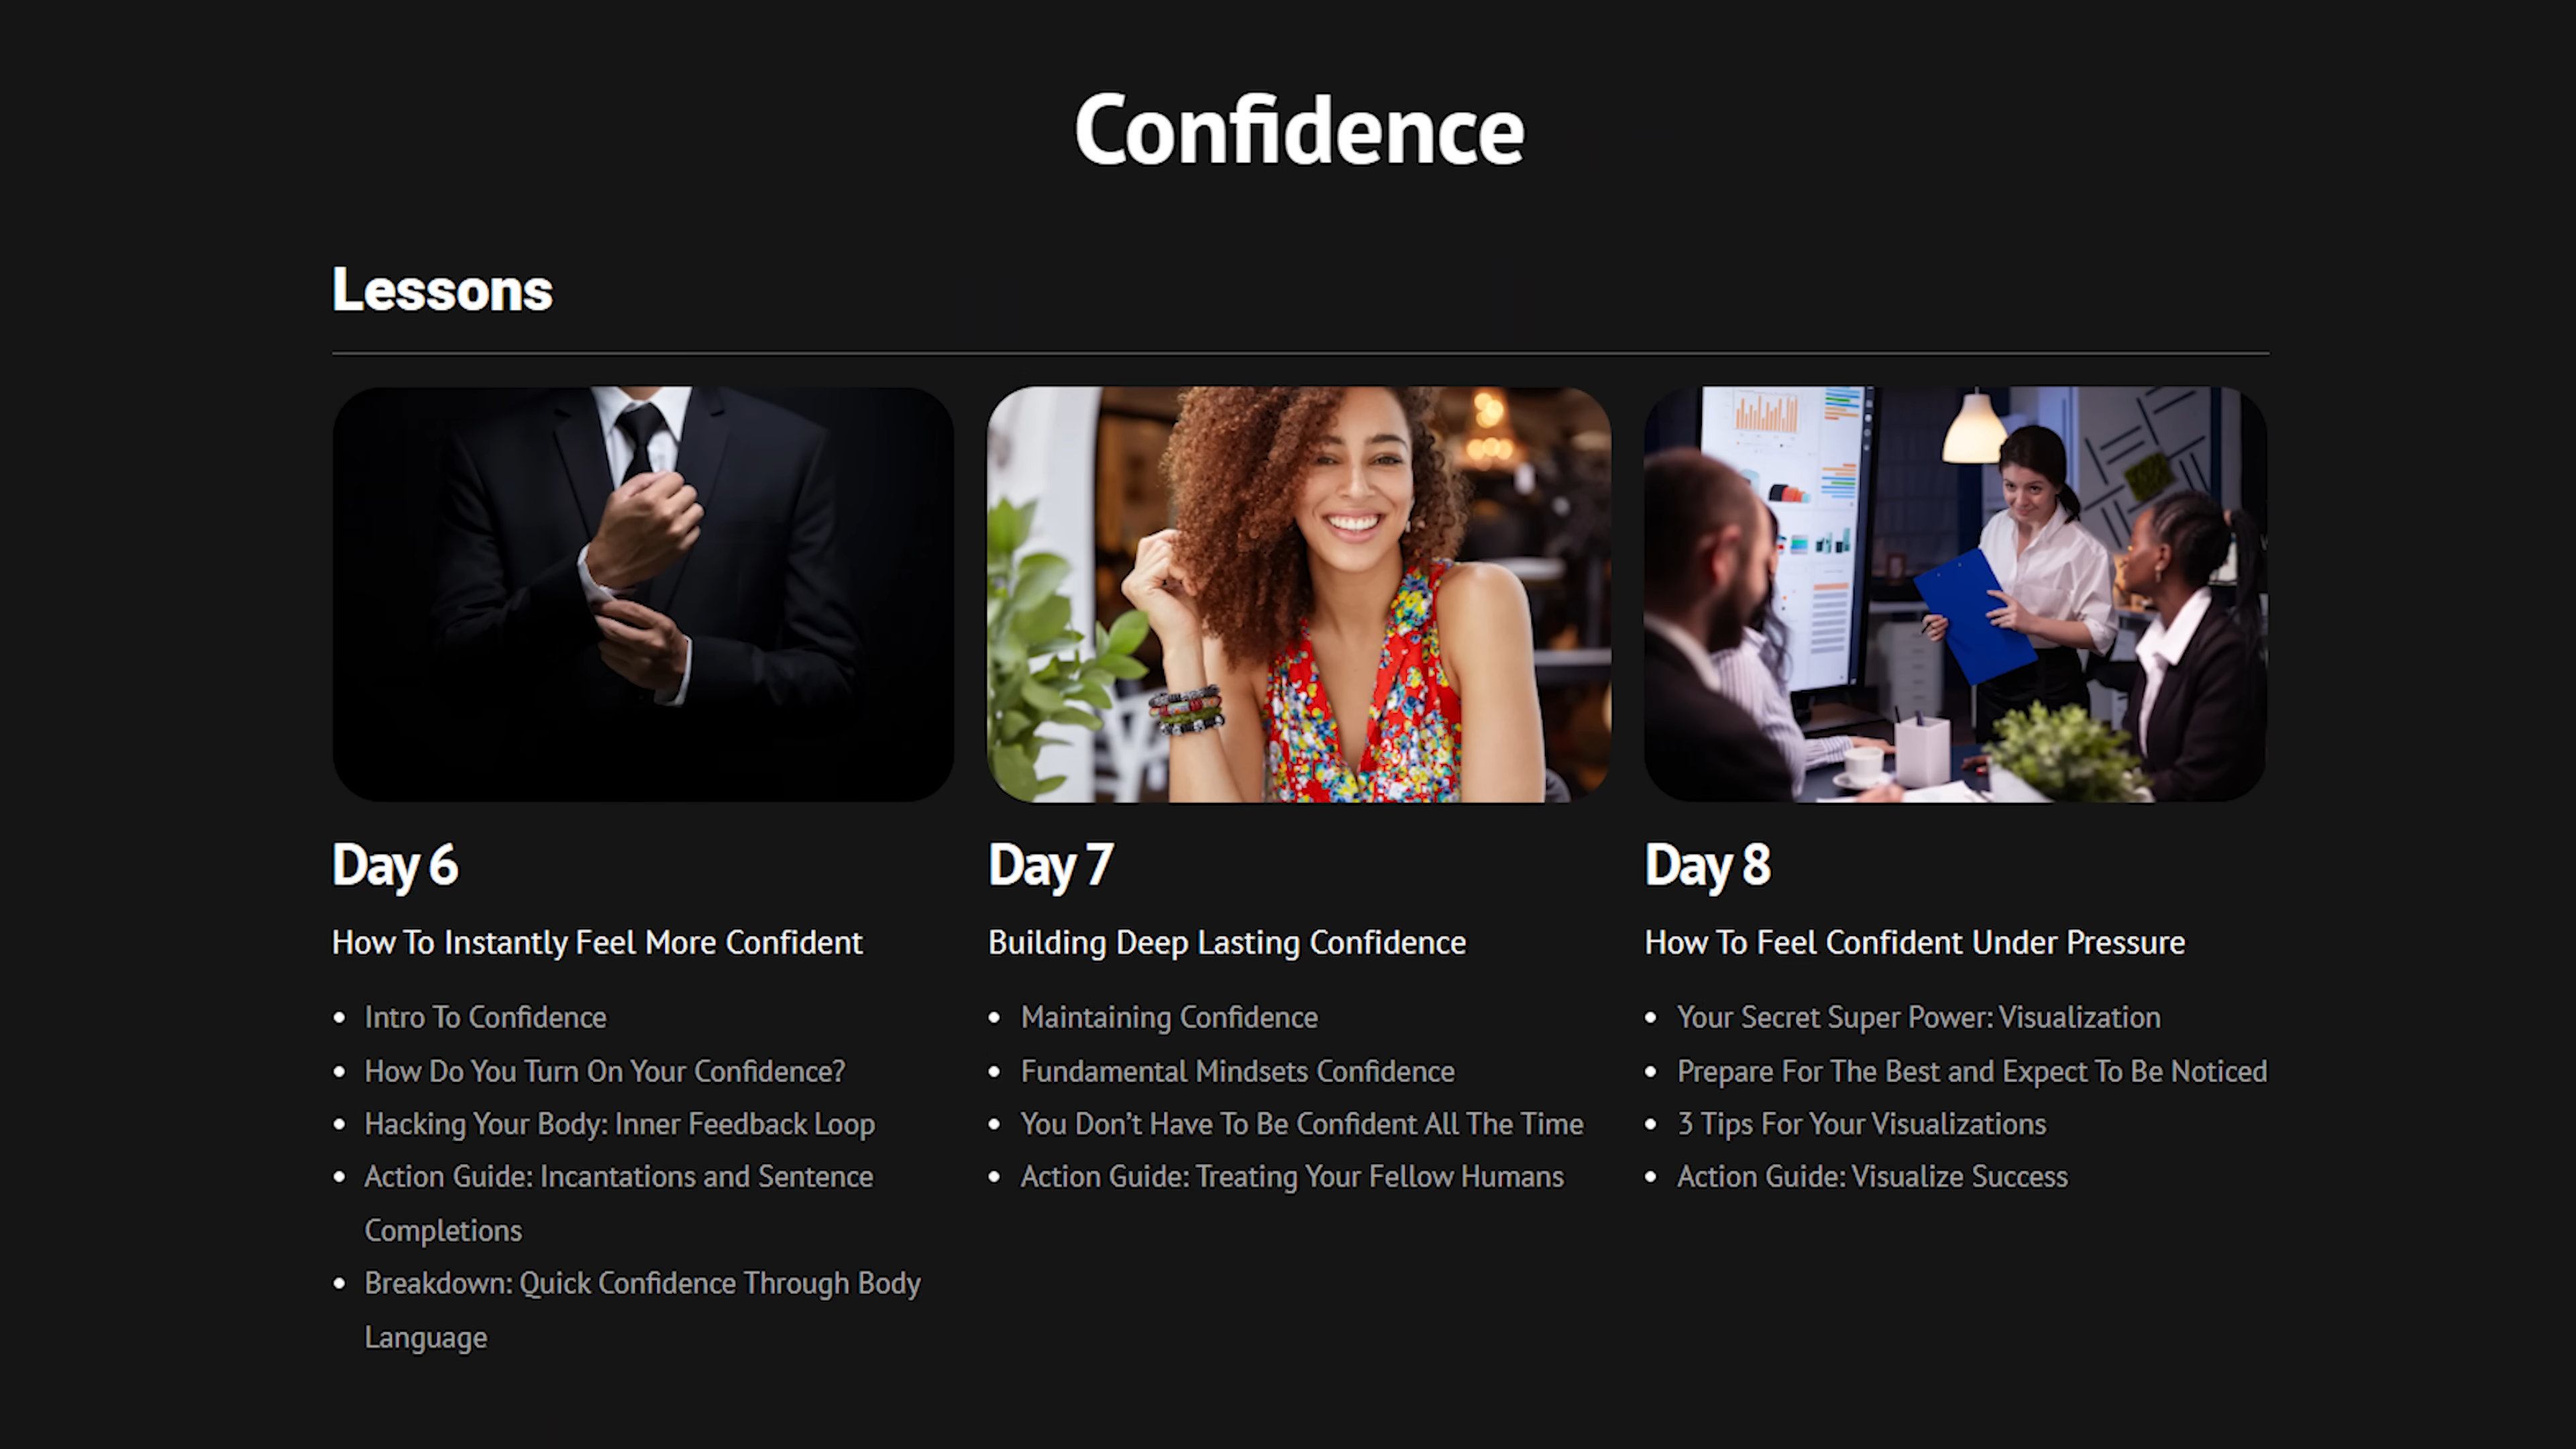 Confidence
Lessons
Day 6
How To Instantly Feel More Confident
Intro To Confidence
How Do You Turn On Your Confidence?
Hacking Your Body: Inner Feedback Loop
Action Guide: Incantations and Sentence
Completions
Breakdown: Quick Confidence Through Body
Language
Day 7
Building Deep Lasting Confidence
Maintaining Confidence
Fundamental Mindsets Confidence
You Don’t Have To Be Confident All The Time
Action Guide: Treating Your Fellow Humans
Day 8
How To Feel Confident Under Pressure
Your Secret Super Power: Visualization
Prepare For The Best and Expect To Be Noticed
3 Tips For Your Visualizations
Action Guide: Visualize Success